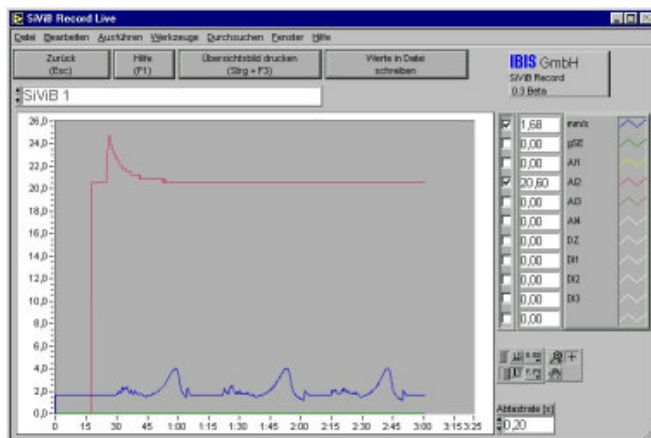 SiViB Record Live
Datei Bearbeiten Ausführen Werkzeuge Durchsuchen Fenster Hilfe
Zurück (Esc)
Hilfe (F1)
Übersichtsbild drucken (Strg + F3)
Werte in Datei schreiben
IBIS GmbH
SiViB Record
0.3 Beta
SiViB 1
26,0
24,0
22,0
20,0
18,0
16,0
14,0
12,0
10,0
8,0
6,0
4,0
2,0
0,0
0 15 30 45 1:00 1:15 1:30 1:45 2:00 2:15 2:30 2:45 3:00 3:15 3:25
1,68 mm/s
0,00 gSE
0,00 AI1
20,60 AI2
0,00 AI3
0,00 AI4
0,00 DZ
0,00 DI1
0,00 DI2
0,00 DI3
0,00
Abtastrate [s]
0,20